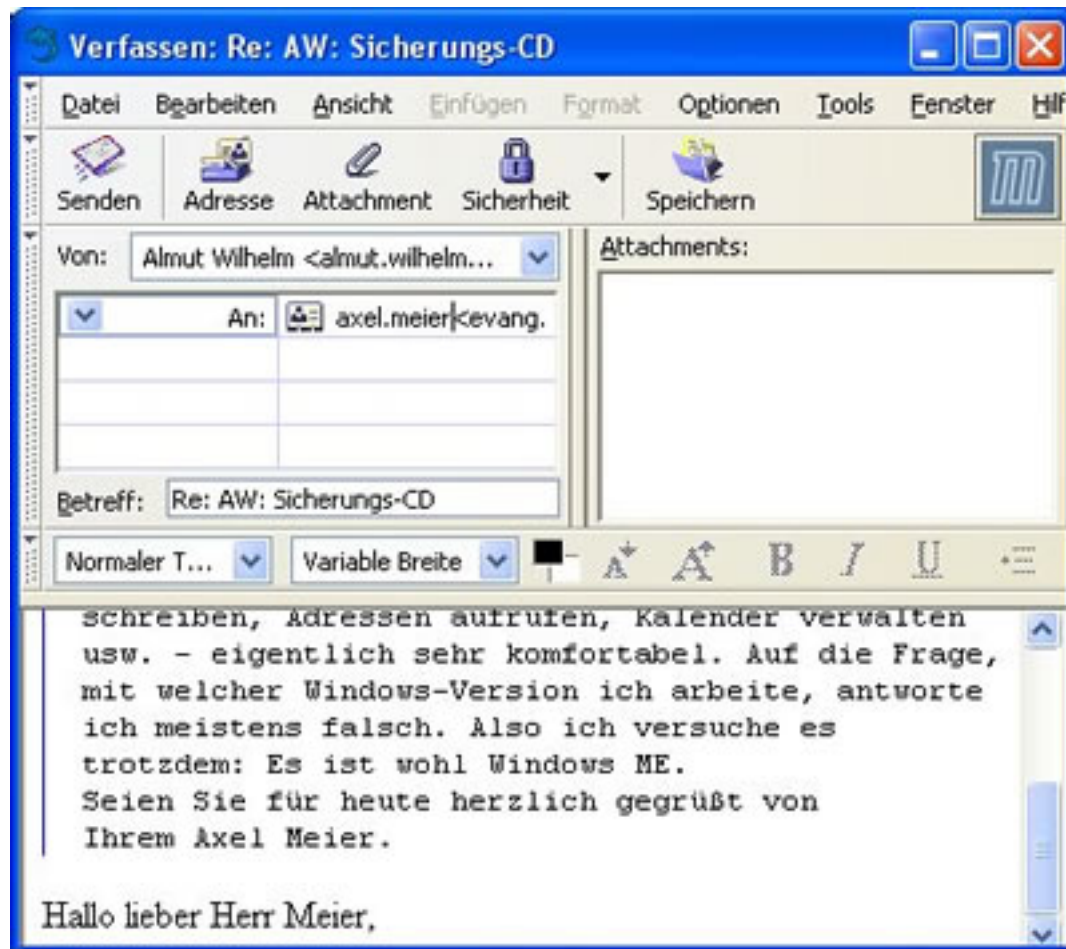 Verfassen: Re: AW: Sicherungs-CD
Datei Bearbeiten Ansicht Einfügen Format Optionen Tools Fenster Hilf
Senden Adresse Attachment Sicherheit Speichern
Von: Almut Wilhelm <almut.wilhelm...
Attachments:
An: axel.meier<evang.
Betreff: Re: AW: Sicherungs-CD
Normaler T... Variable Breite A A B I U
schreiben, Adressen aufrufen, Kalender verwalten
usw. - eigentlich sehr komfortabel. Auf die Frage,
mit welcher Windows-Version ich arbeite, antworte
ich meistens falsch. Also ich versuche es
trotzdem: Es ist wohl Windows ME.
Seien Sie für heute herzlich gegrüßt von
Ihrem Axel Meier.
Hallo lieber Herr Meier,